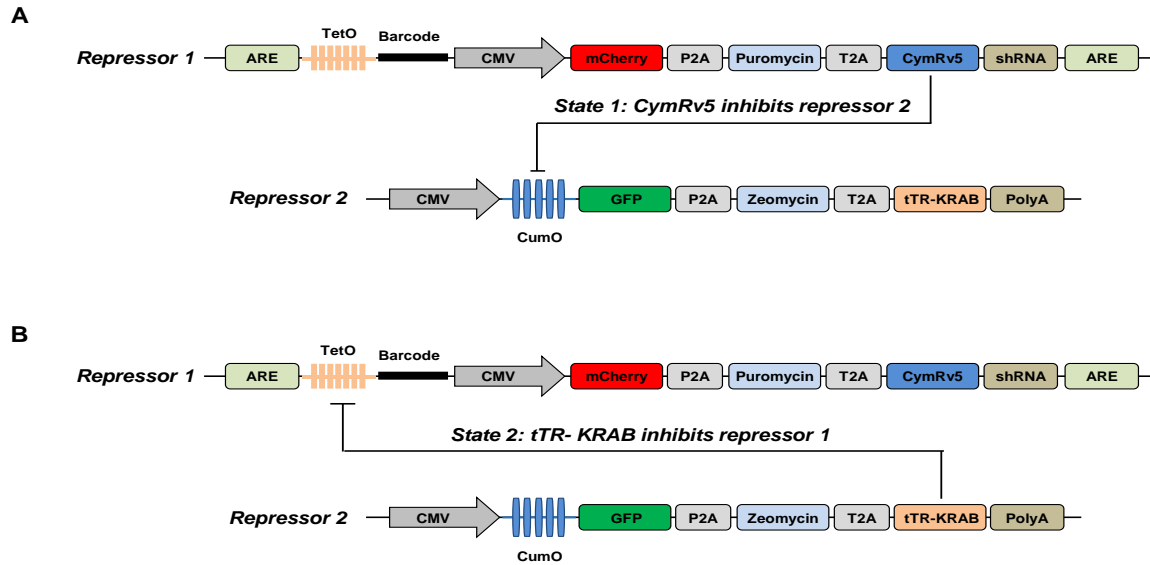 A
TetO
Barcode
Repressor 1
ARE
CMV
mCherry
P2A
Puromycin
T2A
CymRv5
shRNA
ARE
State 1: CymRv5 inhibits repressor 2
Repressor 2
CMV
GFP
P2A
Zeomycin
T2A
tTR-KRAB
PolyA
CumO
B
TetO
Barcode
Repressor 1
ARE
CMV
mCherry
P2A
Puromycin
T2A
CymRv5
shRNA
ARE
State 2: tTR- KRAB inhibits repressor 1
Repressor 2
CMV
GFP
P2A
Zeomycin
T2A
tTR-KRAB
PolyA
CumO